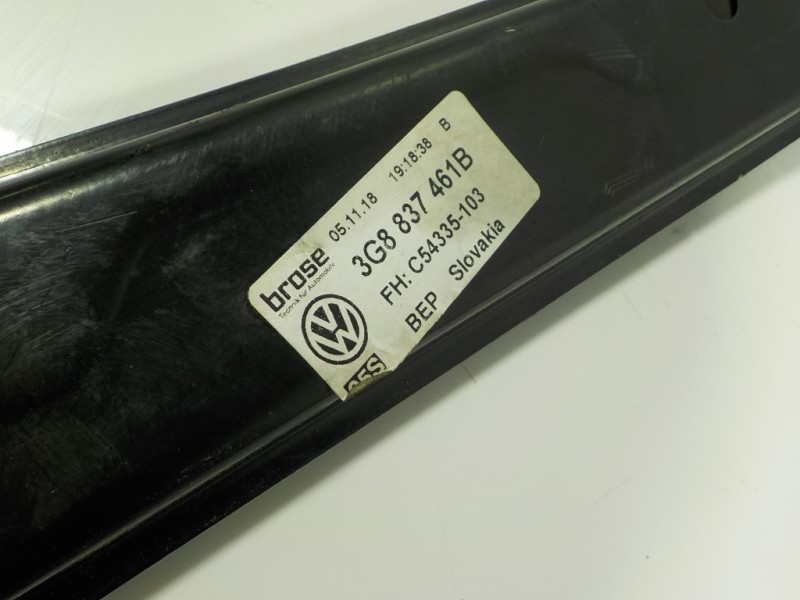 brose 05.11.18 19:18:38 B
Technik für Automobile
3G8 837 461B
FH: C54335-103
BEP Slovakia